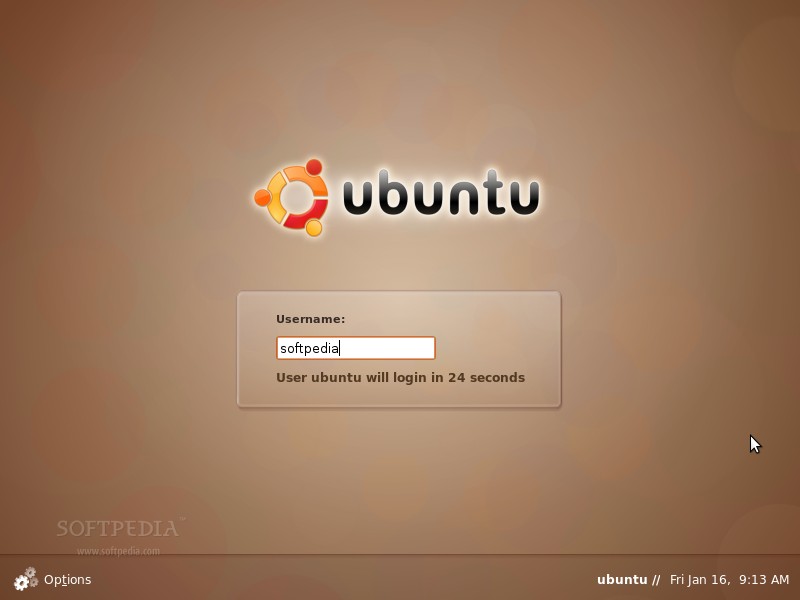 ubuntu
Username:
softpedia
User ubuntu will login in 24 seconds
SOFTPEDIA™
www.softpedia.com
Options
ubuntu // Fri Jan 16, 9:13 AM